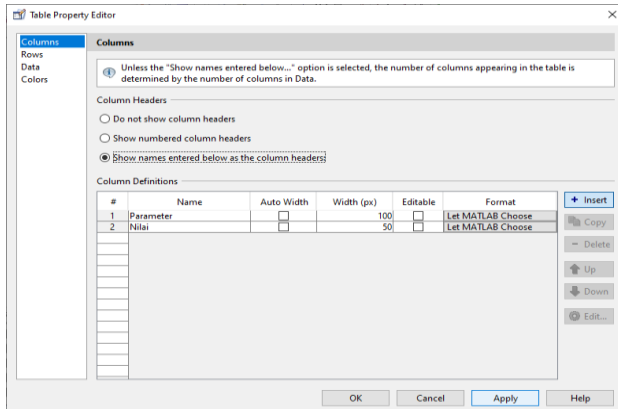 Table Property Editor
Columns
Rows
Data
Colors
Columns
Unless the "Show names entered below..." option is selected, the number of columns appearing in the table is
determined by the number of columns in Data.
Column Headers
Do not show column headers
Show numbered column headers
Show names entered below as the column headers
Column Definitions
# Name Auto Width Width (px) Editable Format
1 Parameter 100 Let MATLAB Choose
2 Nilai 50 Let MATLAB Choose
+ Insert
Copy
− Delete
Up
Down
Edit...
OK Cancel Apply Help